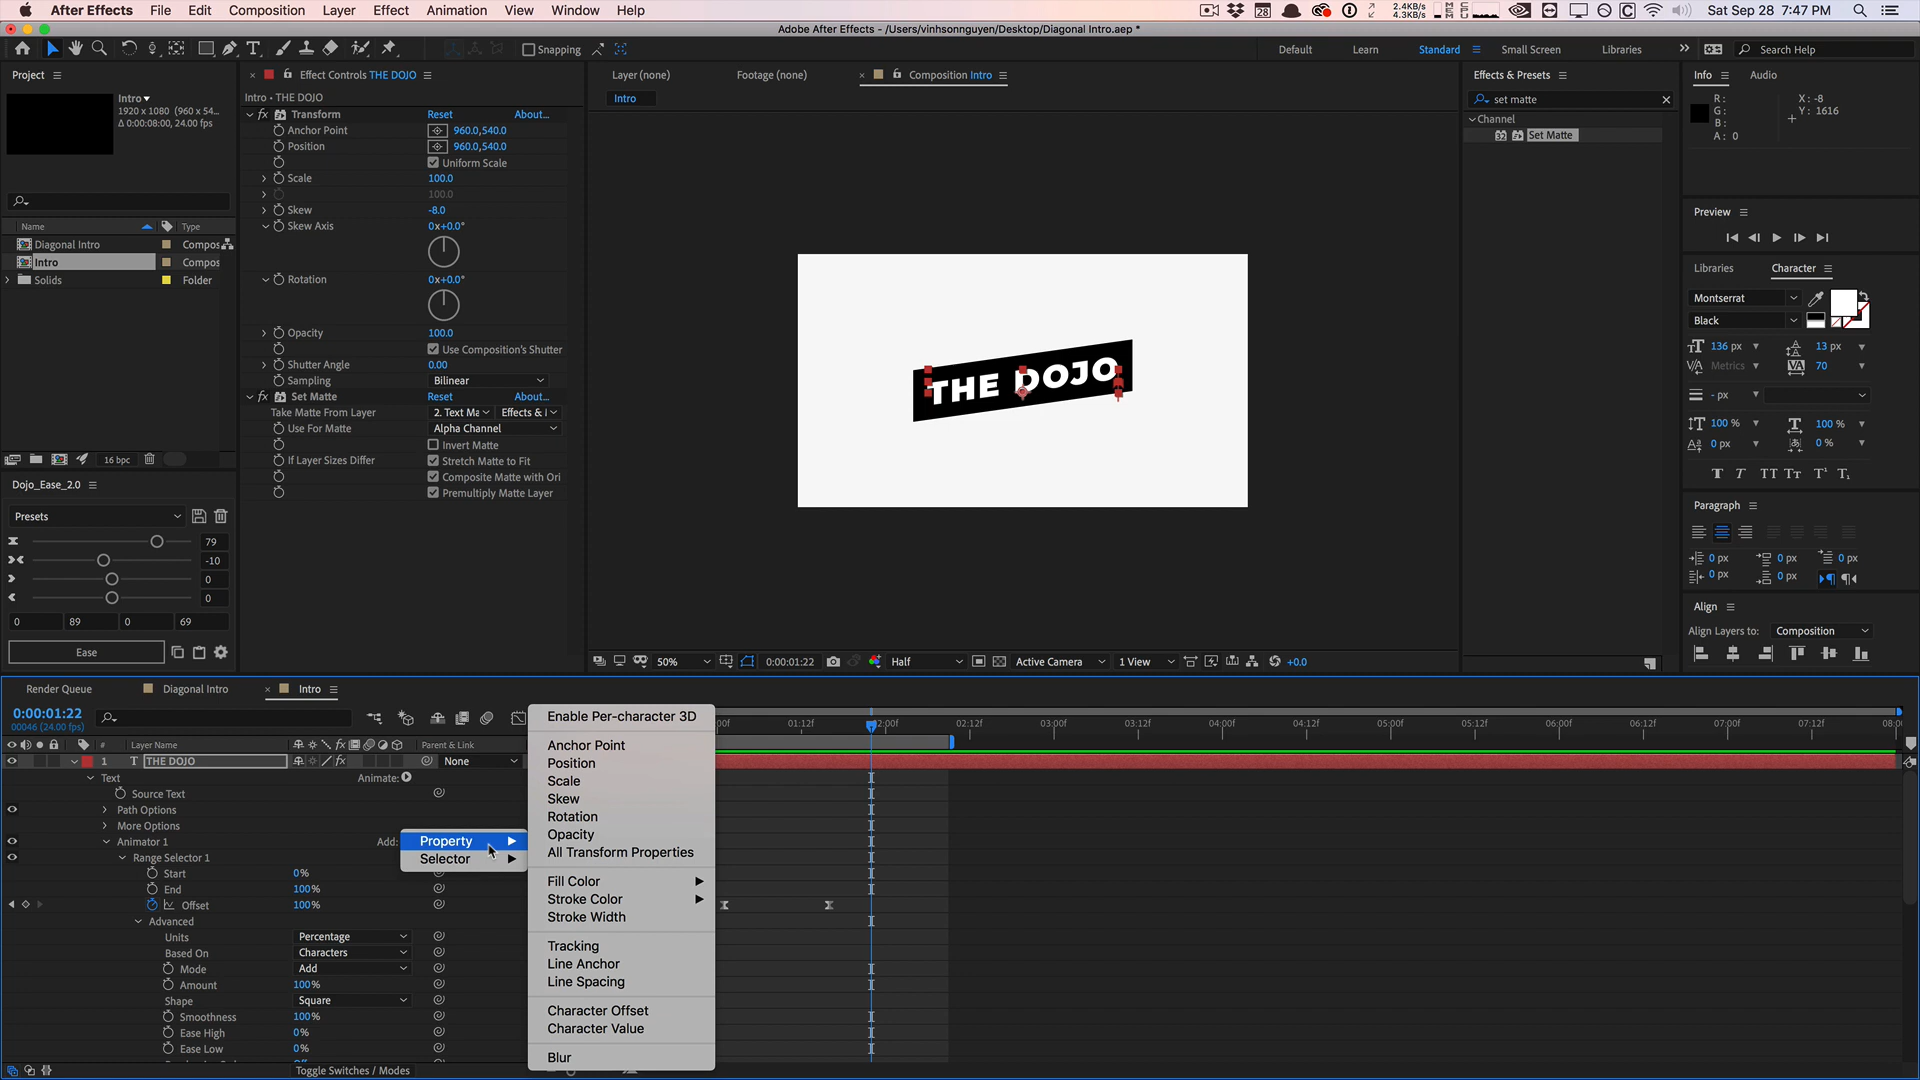 After Effects File Edit Composition Layer Effect Animation View Window Help
2.4KB/s
4.3KB/s
Sat Sep 28 7:47 PM
Adobe After Effects - /Users/vinhsonnguyen/Desktop/Diagonal Intro.aep *
Snapping
Default Learn Standard Small Screen Libraries
Search Help
Project
Intro
1920 x 1080 (960 x 54...
Δ 0:00:08:00, 24.00 fps)
Name Type
Diagonal Intro Compos
Intro Compos
Solids Folder
16 bpc
Dojo_Ease_2.0
Presets
79
-10
0
0
0 89 0 69
Ease
Effect Controls THE DOJO
Intro • THE DOJO
fx Transform Reset About...
Anchor Point 960.0,540.0
Position 960.0,540.0
Uniform Scale
Scale 100.0
100.0
Skew -8.0
Skew Axis 0x+0.0°
Rotation 0x+0.0°
Opacity 100.0
Use Composition's Shutter
Shutter Angle 0.00
Sampling Bilinear
fx Set Matte Reset About...
Take Matte From Layer 2. Text Ma Effects &
Use For Matte Alpha Channel
Invert Matte
If Layer Sizes Differ Stretch Matte to Fit
Composite Matte with Ori
Premultiply Matte Layer
Layer (none) Footage (none) Composition Intro
Intro
THE DOJO
50% 0:00:01:22 Half Active Camera 1 View +0.0
Effects & Presets
set matte
Channel
32 Set Matte
Info Audio
R:
G:
B:
A: 0
X: -8
Y: 1616
Preview
Libraries Character
Montserrat
Black
136 px 13 px
Metrics 70
- px
100 % 100 %
0 px 0 %
Paragraph
0 px 0 px 0 px
0 px 0 px
Align
Align Layers to: Composition
Render Queue Diagonal Intro Intro
0:00:01:22
00046 (24.00 fps)
# Layer Name Parent & Link
1 T THE DOJO None
Text Animate:
Source Text
Path Options
More Options
Animator 1 Add:
Range Selector 1
Start 0%
End 100%
Offset 100%
Advanced
Units Percentage
Based On Characters
Mode Add
Amount 100%
Shape Square
Smoothness 100%
Ease High 0%
Ease Low 0%
Toggle Switches / Modes
Property
Selector
Enable Per-character 3D
Anchor Point
Position
Scale
Skew
Rotation
Opacity
All Transform Properties
Fill Color
Stroke Color
Stroke Width
Tracking
Line Anchor
Line Spacing
Character Offset
Character Value
Blur
:00f 01:12f 02:00f 02:12f 03:00f 03:12f 04:00f 04:12f 05:00f 05:12f 06:00f 06:12f 07:00f 07:12f 08:0